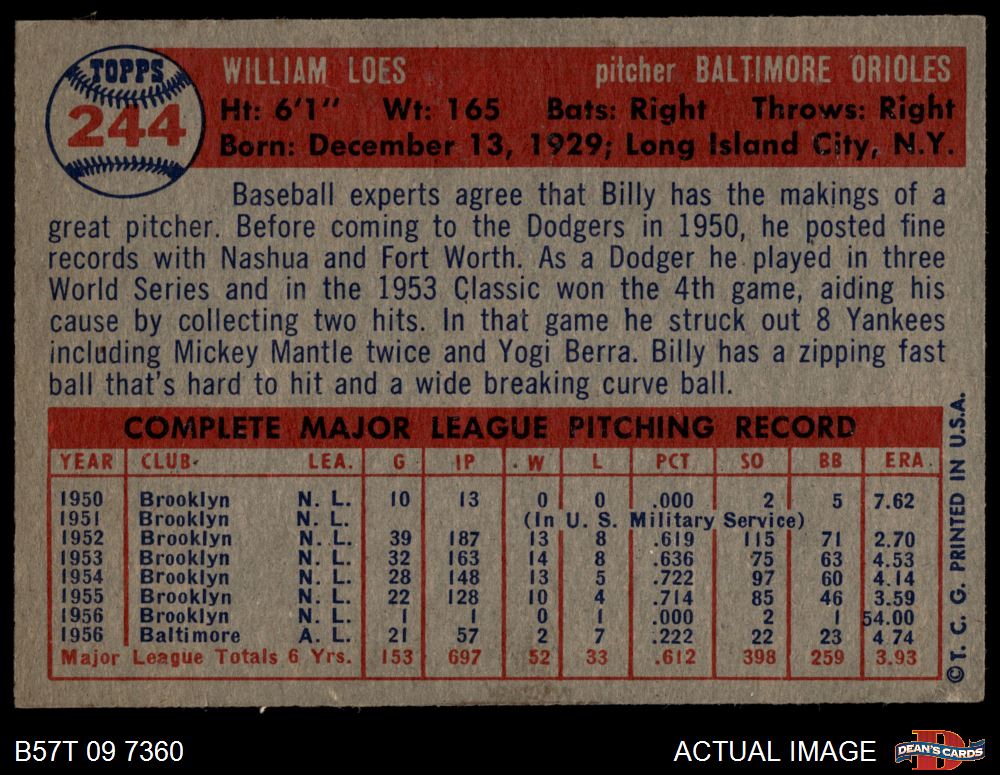 TOPPS
244
WILLIAM LOES pitcher BALTIMORE ORIOLES
Ht: 6'1" Wt: 165 Bats: Right Throws: Right
Born: December 13, 1929; Long Island City, N.Y.
Baseball experts agree that Billy has the makings of a
great pitcher. Before coming to the Dodgers in 1950, he posted fine
records with Nashua and Fort Worth. As a Dodger he played in three
World Series and in the 1953 Classic won the 4th game, aiding his
cause by collecting two hits. In that game he struck out 8 Yankees
including Mickey Mantle twice and Yogi Berra. Billy has a zipping fast
ball that's hard to hit and a wide breaking curve ball.
COMPLETE MAJOR LEAGUE PITCHING RECORD
YEAR CLUB LEA. G IP W L PCT SO BB ERA
1950 Brooklyn N. L. 10 13 0 0 .000 2 5 7.62
1951 Brooklyn N. L. (In U. S. Military Service)
1952 Brooklyn N. L. 39 187 13 8 .619 115 71 2.70
1953 Brooklyn N. L. 32 163 14 8 .636 75 63 4.53
1954 Brooklyn N. L. 28 148 13 5 .722 97 60 4.14
1955 Brooklyn N. L. 22 128 10 4 .714 85 46 3.59
1956 Brooklyn N. L. 1 1 0 1 .000 2 1 54.00
1956 Baltimore A. L. 21 57 2 7 .222 22 23 4.74
Major League Totals 6 Yrs. 153 697 52 33 .612 398 259 3.93
© T. C. G. PRINTED IN U.S.A.
B57T 09 7360 ACTUAL IMAGE
D
DEAN'S CARDS